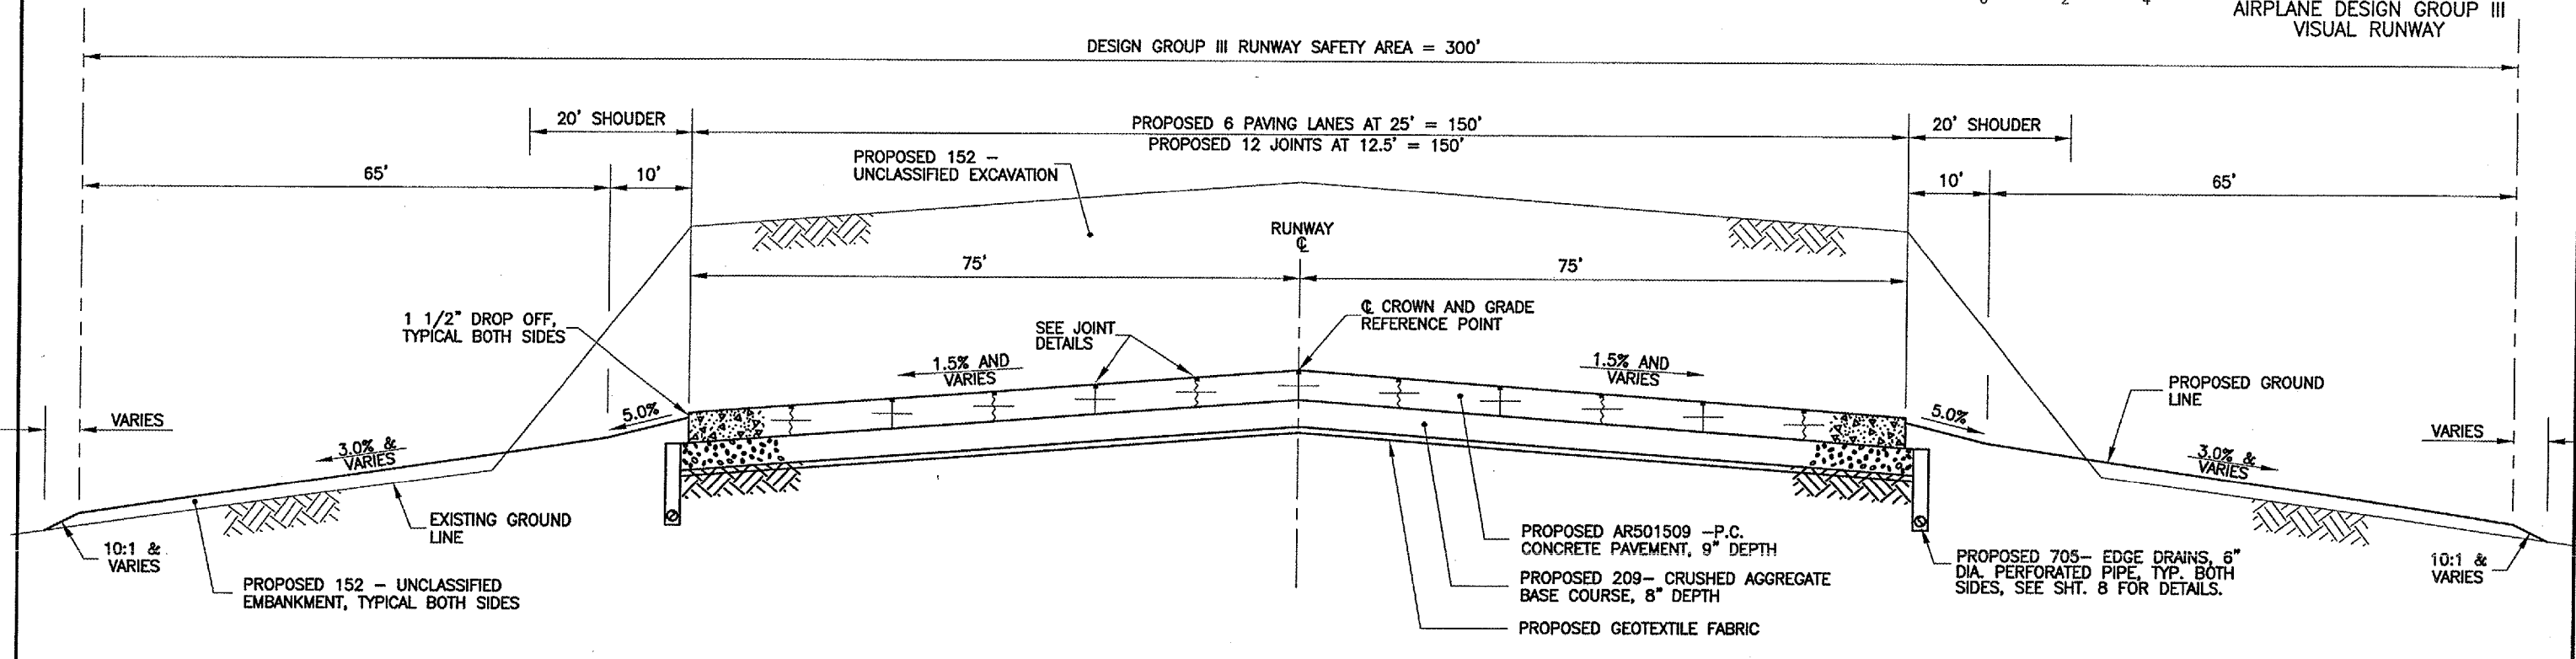 0 2 4
AIRPLANE DESIGN GROUP III
VISUAL RUNWAY
DESIGN GROUP III RUNWAY SAFETY AREA = 300'
20' SHOUDER
PROPOSED 6 PAVING LANES AT 25' = 150'
PROPOSED 12 JOINTS AT 12.5' = 150'
20' SHOUDER
65'
10'
PROPOSED 152 –
UNCLASSIFIED EXCAVATION
10'
65'
RUNWAY
℄
75'
75'
1 1/2" DROP OFF,
TYPICAL BOTH SIDES
SEE JOINT
DETAILS
℄ CROWN AND GRADE
REFERENCE POINT
1.5% AND
VARIES
1.5% AND
VARIES
PROPOSED GROUND
LINE
VARIES
5.0%
5.0%
VARIES
3.0% &
VARIES
3.0% &
VARIES
EXISTING GROUND
LINE
10:1 &
VARIES
PROPOSED 152 – UNCLASSIFIED
EMBANKMENT, TYPICAL BOTH SIDES
PROPOSED AR501509 –P.C.
CONCRETE PAVEMENT, 9" DEPTH
PROPOSED 209– CRUSHED AGGREGATE
BASE COURSE, 8" DEPTH
PROPOSED GEOTEXTILE FABRIC
PROPOSED 705– EDGE DRAINS, 6"
DIA. PERFORATED PIPE, TYP. BOTH
SIDES, SEE SHT. 8 FOR DETAILS.
10:1 &
VARIES